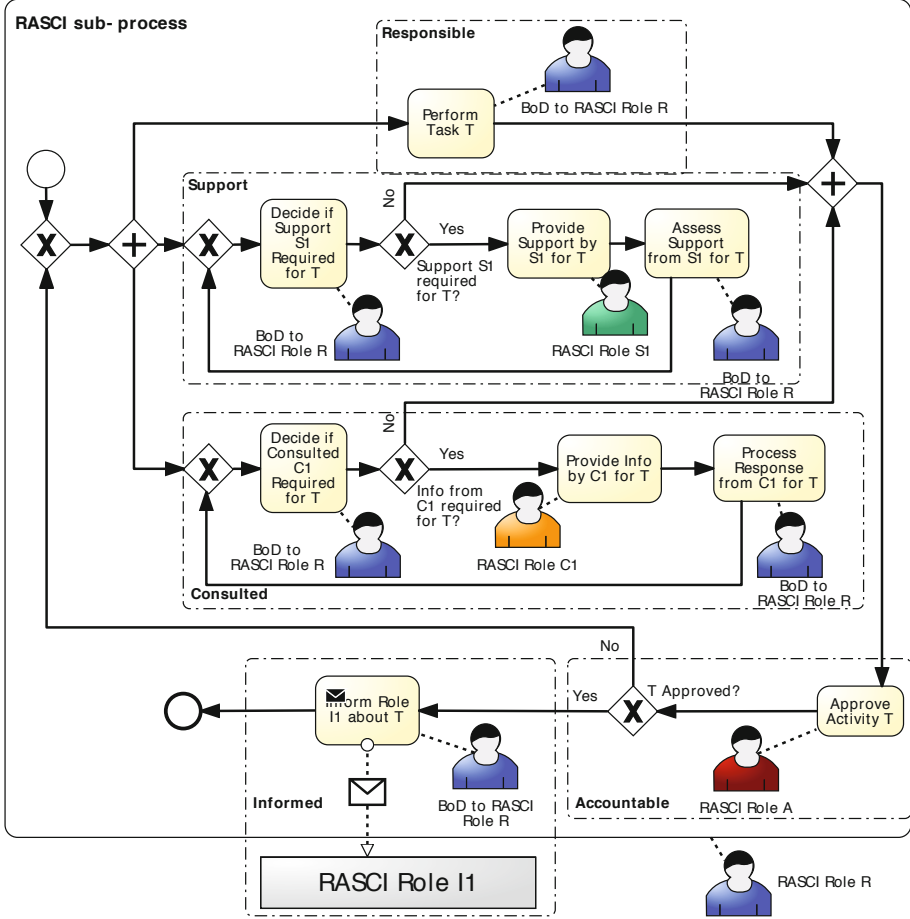 RASCI sub- process
Responsible
BoD to RASCI Role R
Perform
Task T
Support
Decide if
Support
S1
Required
for T
No
Yes
Support S1
required
for T?
Provide
Support by
S1 for T
Assess
Support
from S1 for T
BoD to
RASCI Role R
RASCI Role S1
BoD to
RASCI Role R
Decide if
Consulted
C1
Required
for T
No
Yes
Info from
C1 required
for T?
Provide Info
by C1 for T
Process
Response
from C1 for T
BoD to
RASCI Role R
RASCI Role C1
BoD to
RASCI Role R
Consulted
No
T Approved?
Yes
Approve
Activity T
Inform Role
I1 about T
BoD to RASCI
Role R
RASCI Role A
Informed
Accountable
RASCI Role I1
RASCI Role R